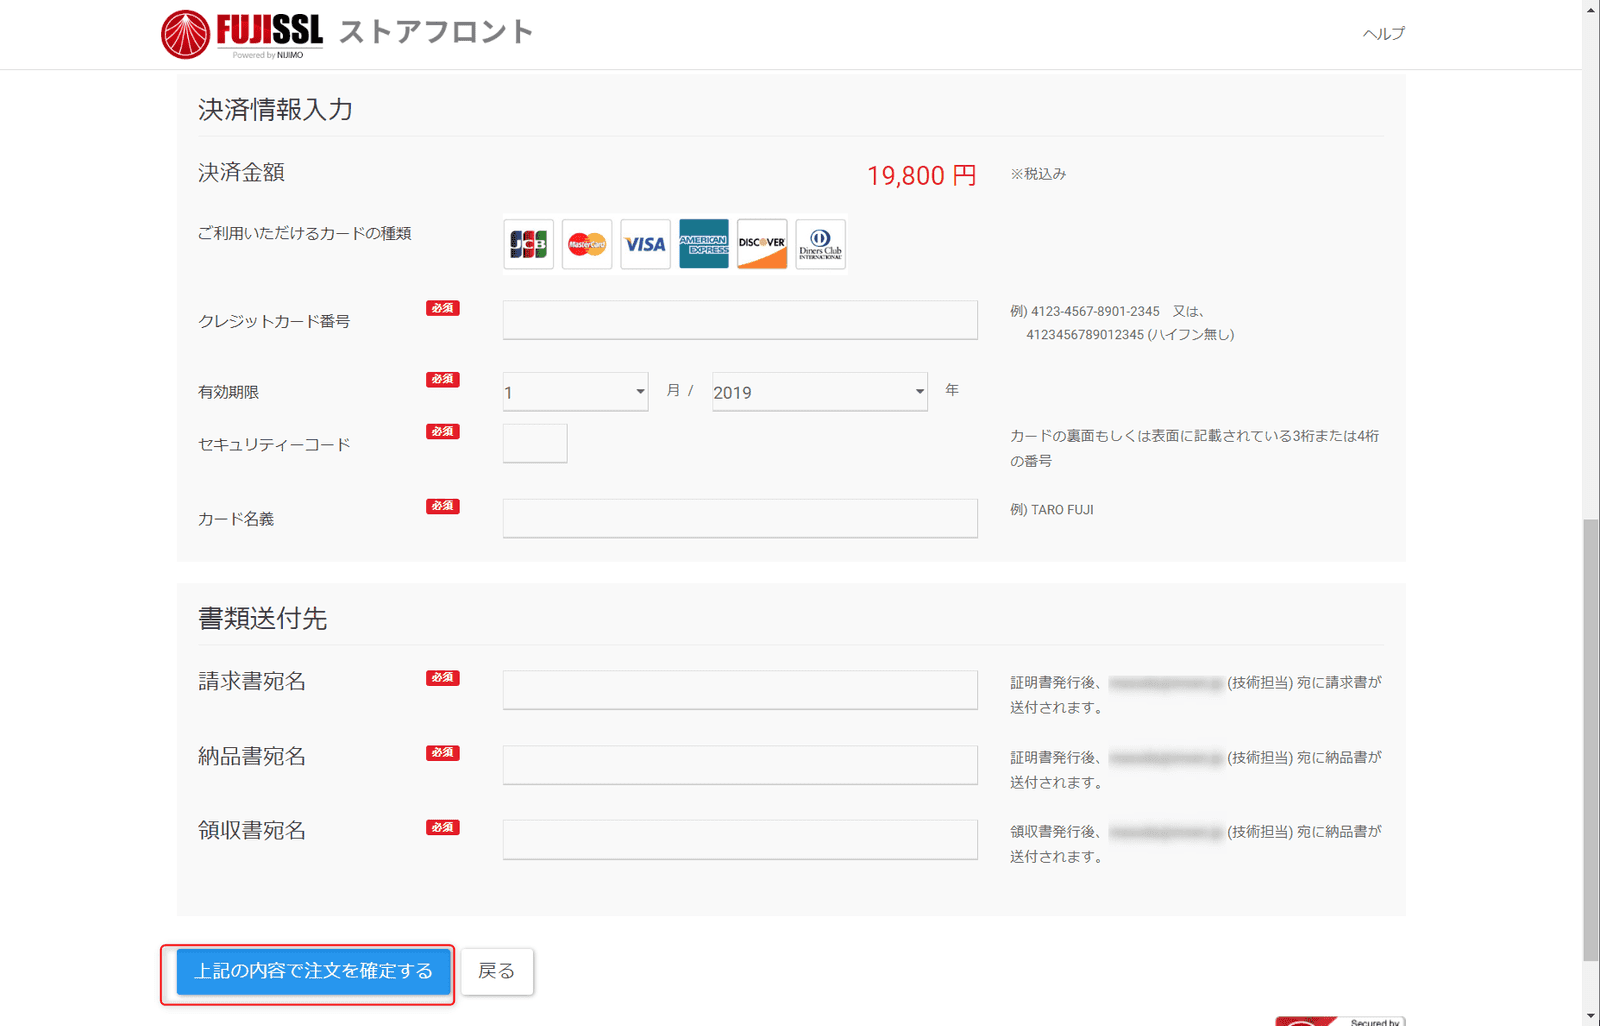 FUJISSL ストアフロント
Powered by NIJIMO
ヘルプ
決済情報入力
決済金額
19,800 円
※税込み
ご利用いただけるカードの種類
JCB
MasterCard
VISA
AMERICAN EXPRESS
DISCOVER
Diners Club
INTERNATIONAL
クレジットカード番号
必須
例) 4123-4567-8901-2345　又は、
4123456789012345 (ハイフン無し)
有効期限
必須
1
月 /
2019
年
セキュリティーコード
必須
カードの裏面もしくは表面に記載されている3桁または4桁
の番号
カード名義
必須
例) TARO FUJI
書類送付先
請求書宛名
必須
証明書発行後、 (技術担当) 宛に請求書が
送付されます。
納品書宛名
必須
証明書発行後、 (技術担当) 宛に納品書が
送付されます。
領収書宛名
必須
領収書発行後、 (技術担当) 宛に納品書が
送付されます。
上記の内容で注文を確定する
戻る
Secured by